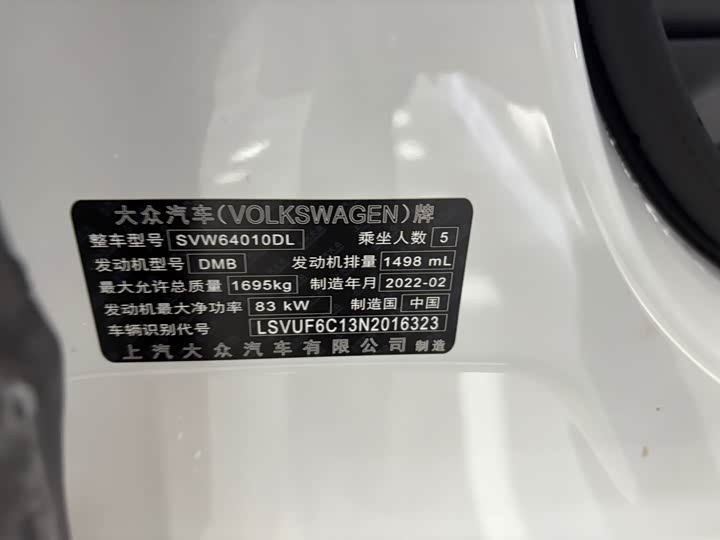 大众汽车(VOLKSWAGEN)牌
整车型号 SVW64010DL 乘坐人数 5
发动机型号 DMB 发动机排量 1498 mL
最大允许总质量 1695kg 制造年月 2022-02
发动机最大净功率 83 kW 制造国 中国
车辆识别代号 LSVUF6C13N2016323
上汽大众汽车有限公司 制造